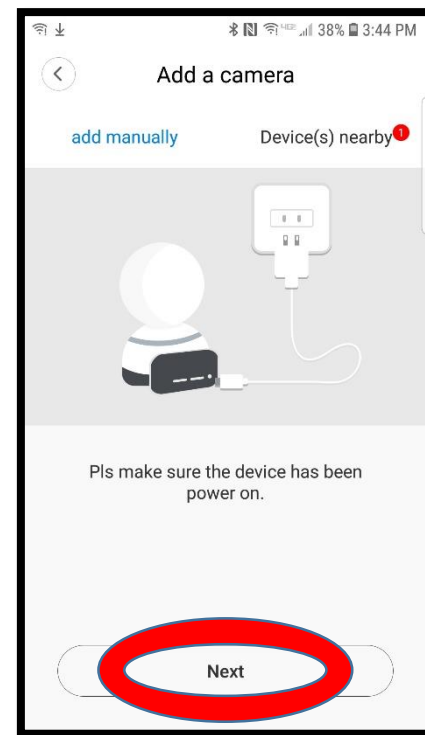 38% 3:44 PM
Add a camera
add manually
Device(s) nearby
1
Pls make sure the device has been
power on.
Next